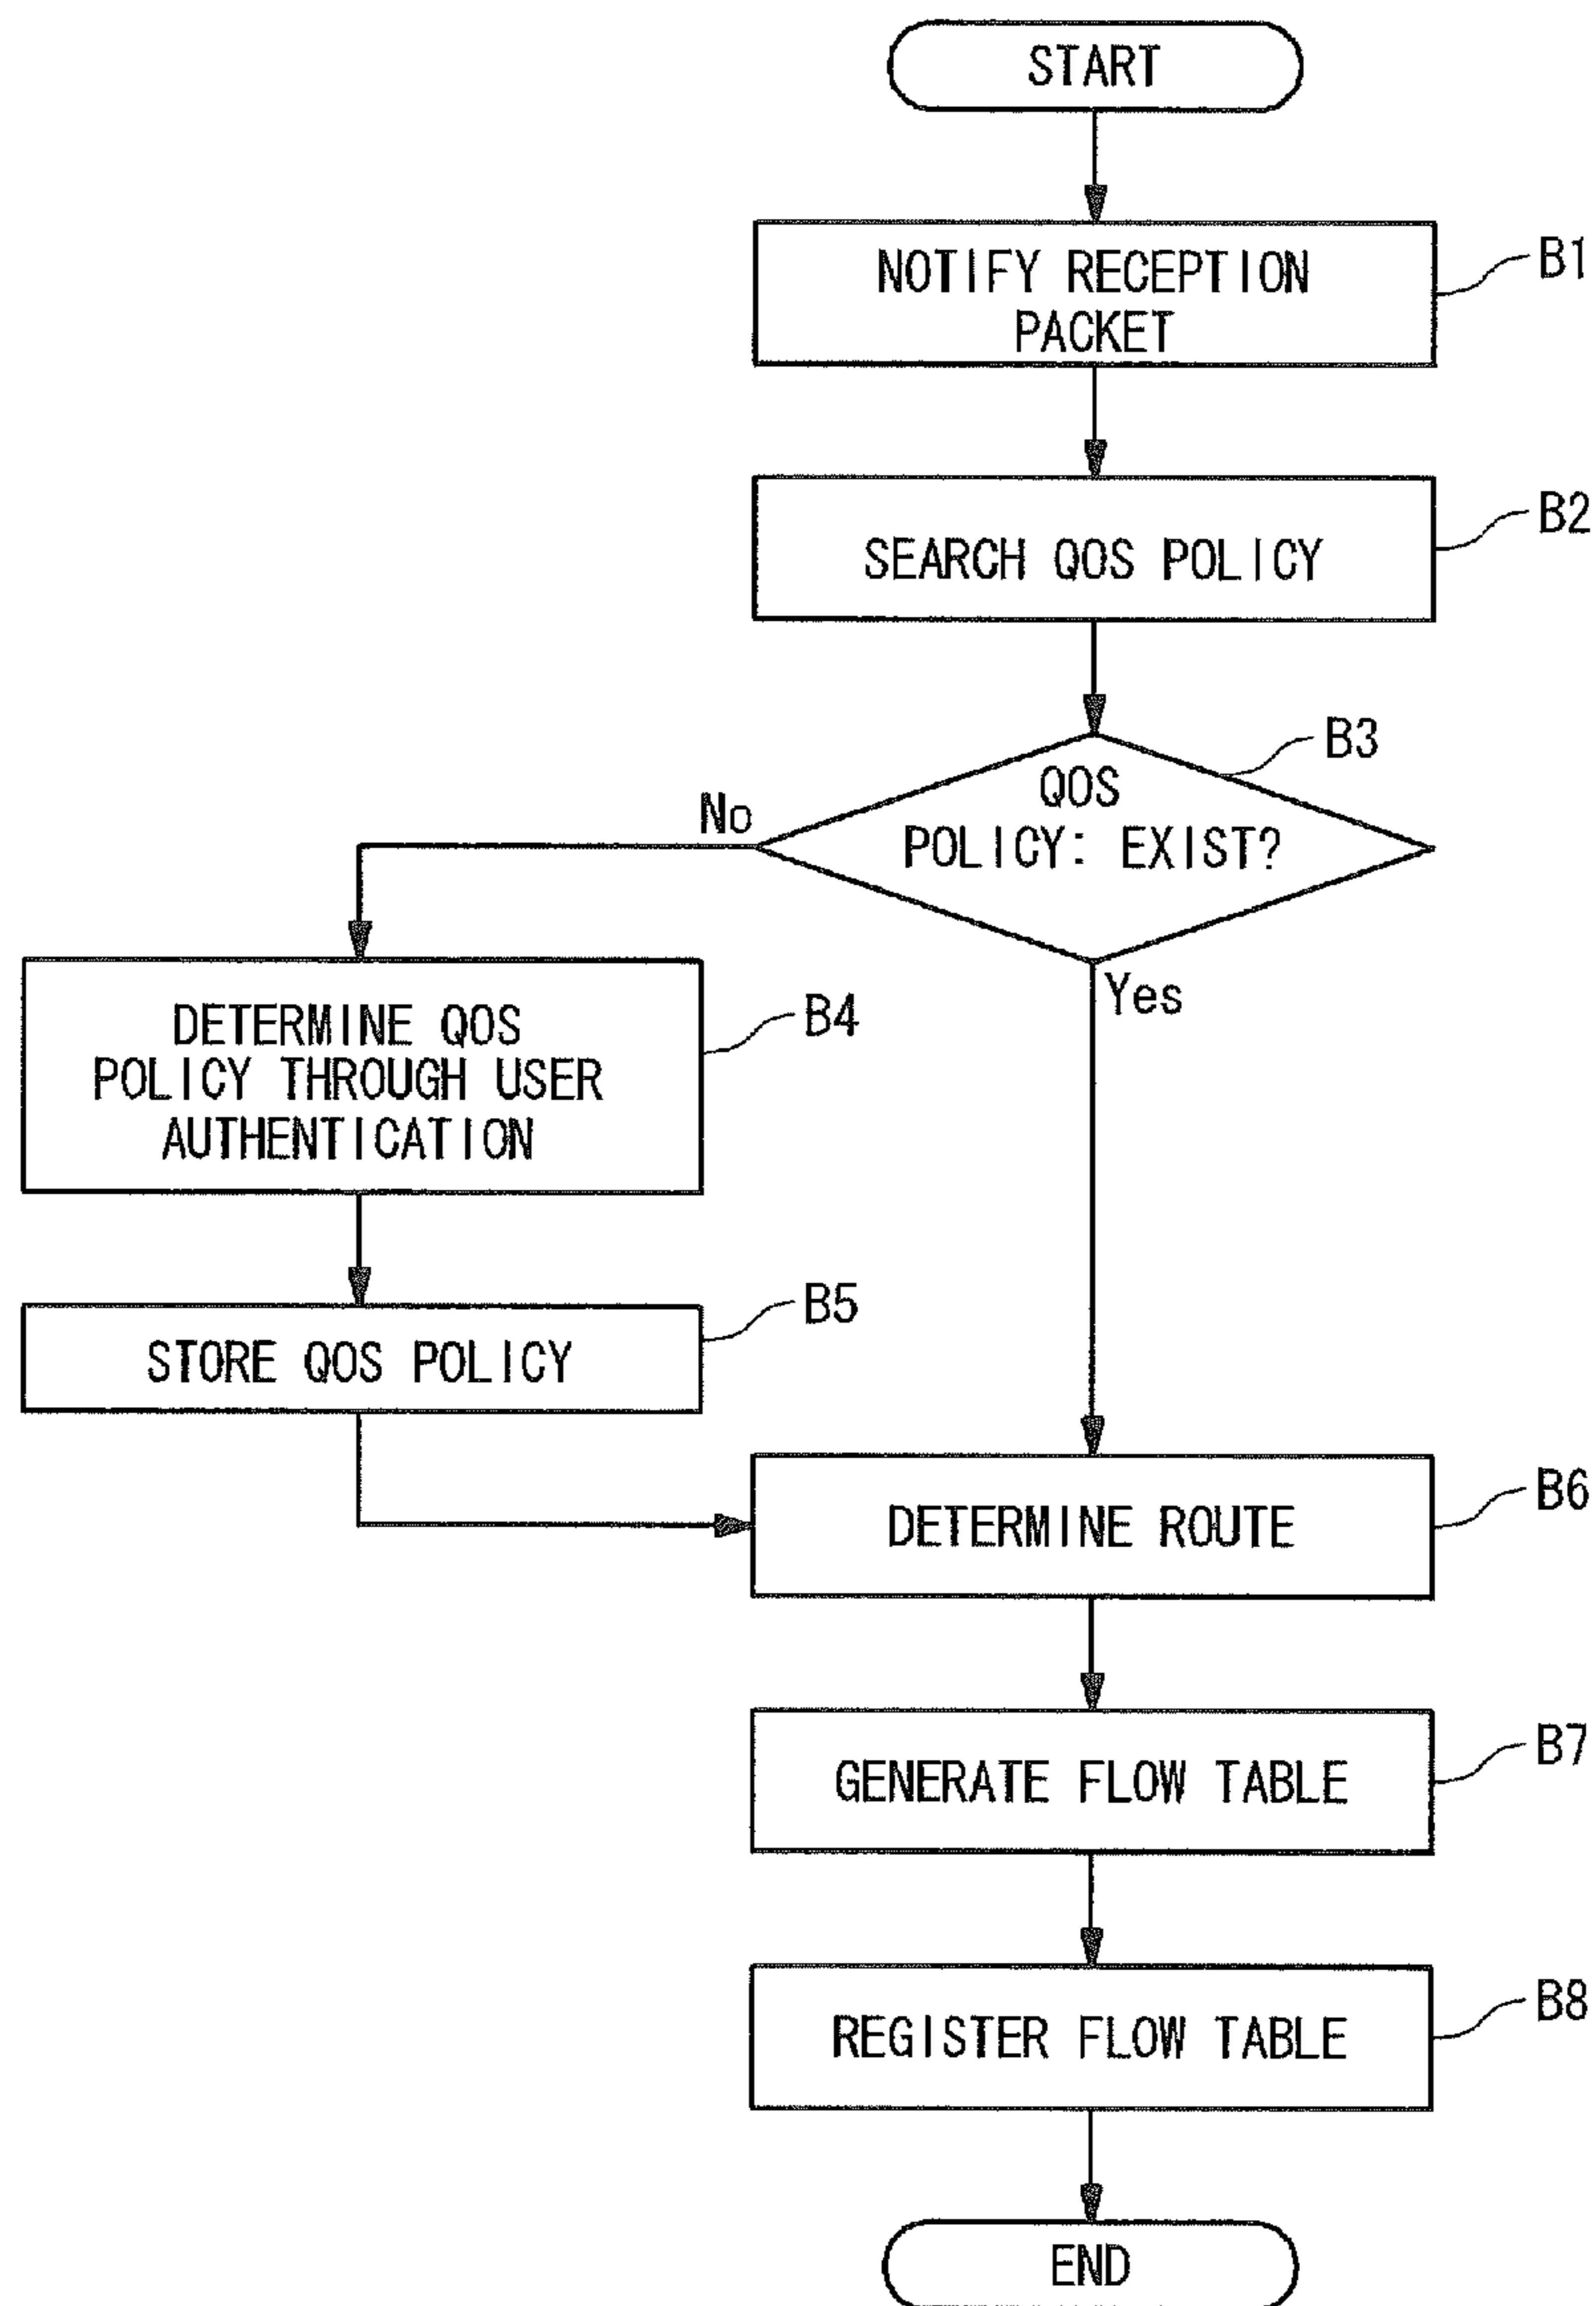 START
NOTIFY RECEPTION
PACKET
B1
SEARCH QOS POLICY
B2
QOS
POLICY: EXIST?
B3
No
Yes
DETERMINE QOS
POLICY THROUGH USER
AUTHENTICATION
B4
STORE QOS POLICY
B5
DETERMINE ROUTE
B6
GENERATE FLOW TABLE
B7
REGISTER FLOW TABLE
B8
END